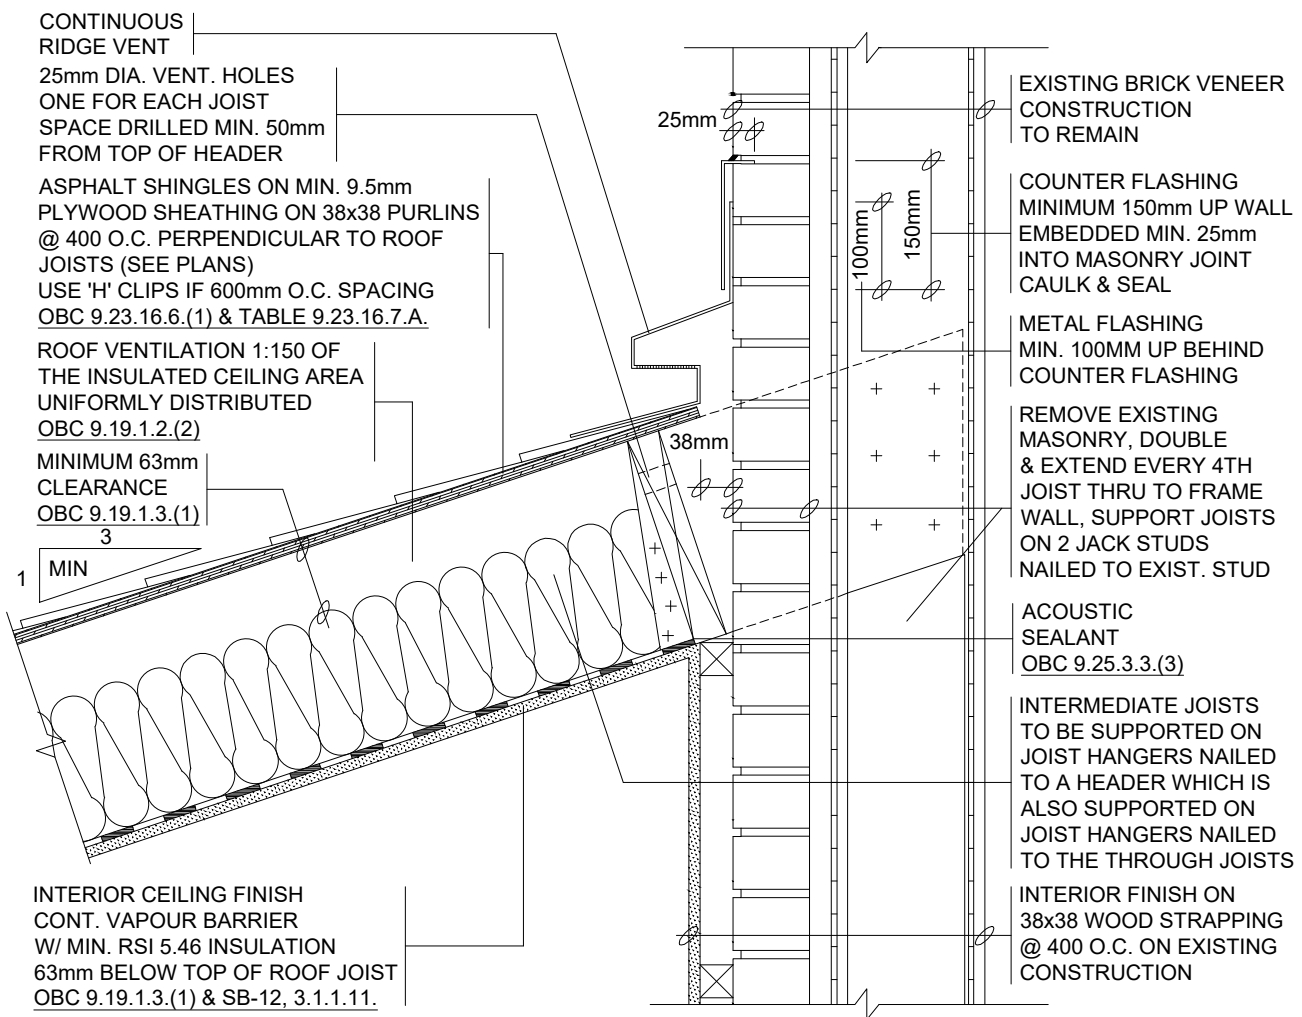 CONTINUOUS
RIDGE VENT
25mm DIA. VENT. HOLES
ONE FOR EACH JOIST
SPACE DRILLED MIN. 50mm
FROM TOP OF HEADER
ASPHALT SHINGLES ON MIN. 9.5mm
PLYWOOD SHEATHING ON 38x38 PURLINS
@ 400 O.C. PERPENDICULAR TO ROOF
JOISTS (SEE PLANS)
USE 'H' CLIPS IF 600mm O.C. SPACING
OBC 9.23.16.6.(1) & TABLE 9.23.16.7.A.
ROOF VENTILATION 1:150 OF
THE INSULATED CEILING AREA
UNIFORMLY DISTRIBUTED
OBC 9.19.1.2.(2)
MINIMUM 63mm
CLEARANCE
OBC 9.19.1.3.(1)
3
1
MIN
INTERIOR CEILING FINISH
CONT. VAPOUR BARRIER
W/ MIN. RSI 5.46 INSULATION
63mm BELOW TOP OF ROOF JOIST
OBC 9.19.1.3.(1) & SB-12, 3.1.1.11.
25mm
38mm
100mm
150mm
EXISTING BRICK VENEER
CONSTRUCTION
TO REMAIN
COUNTER FLASHING
MINIMUM 150mm UP WALL
EMBEDDED MIN. 25mm
INTO MASONRY JOINT
CAULK & SEAL
METAL FLASHING
MIN. 100MM UP BEHIND
COUNTER FLASHING
REMOVE EXISTING
MASONRY, DOUBLE
& EXTEND EVERY 4TH
JOIST THRU TO FRAME
WALL, SUPPORT JOISTS
ON 2 JACK STUDS
NAILED TO EXIST. STUD
ACOUSTIC
SEALANT
OBC 9.25.3.3.(3)
INTERMEDIATE JOISTS
TO BE SUPPORTED ON
JOIST HANGERS NAILED
TO A HEADER WHICH IS
ALSO SUPPORTED ON
JOIST HANGERS NAILED
TO THE THROUGH JOISTS
INTERIOR FINISH ON
38x38 WOOD STRAPPING
@ 400 O.C. ON EXISTING
CONSTRUCTION